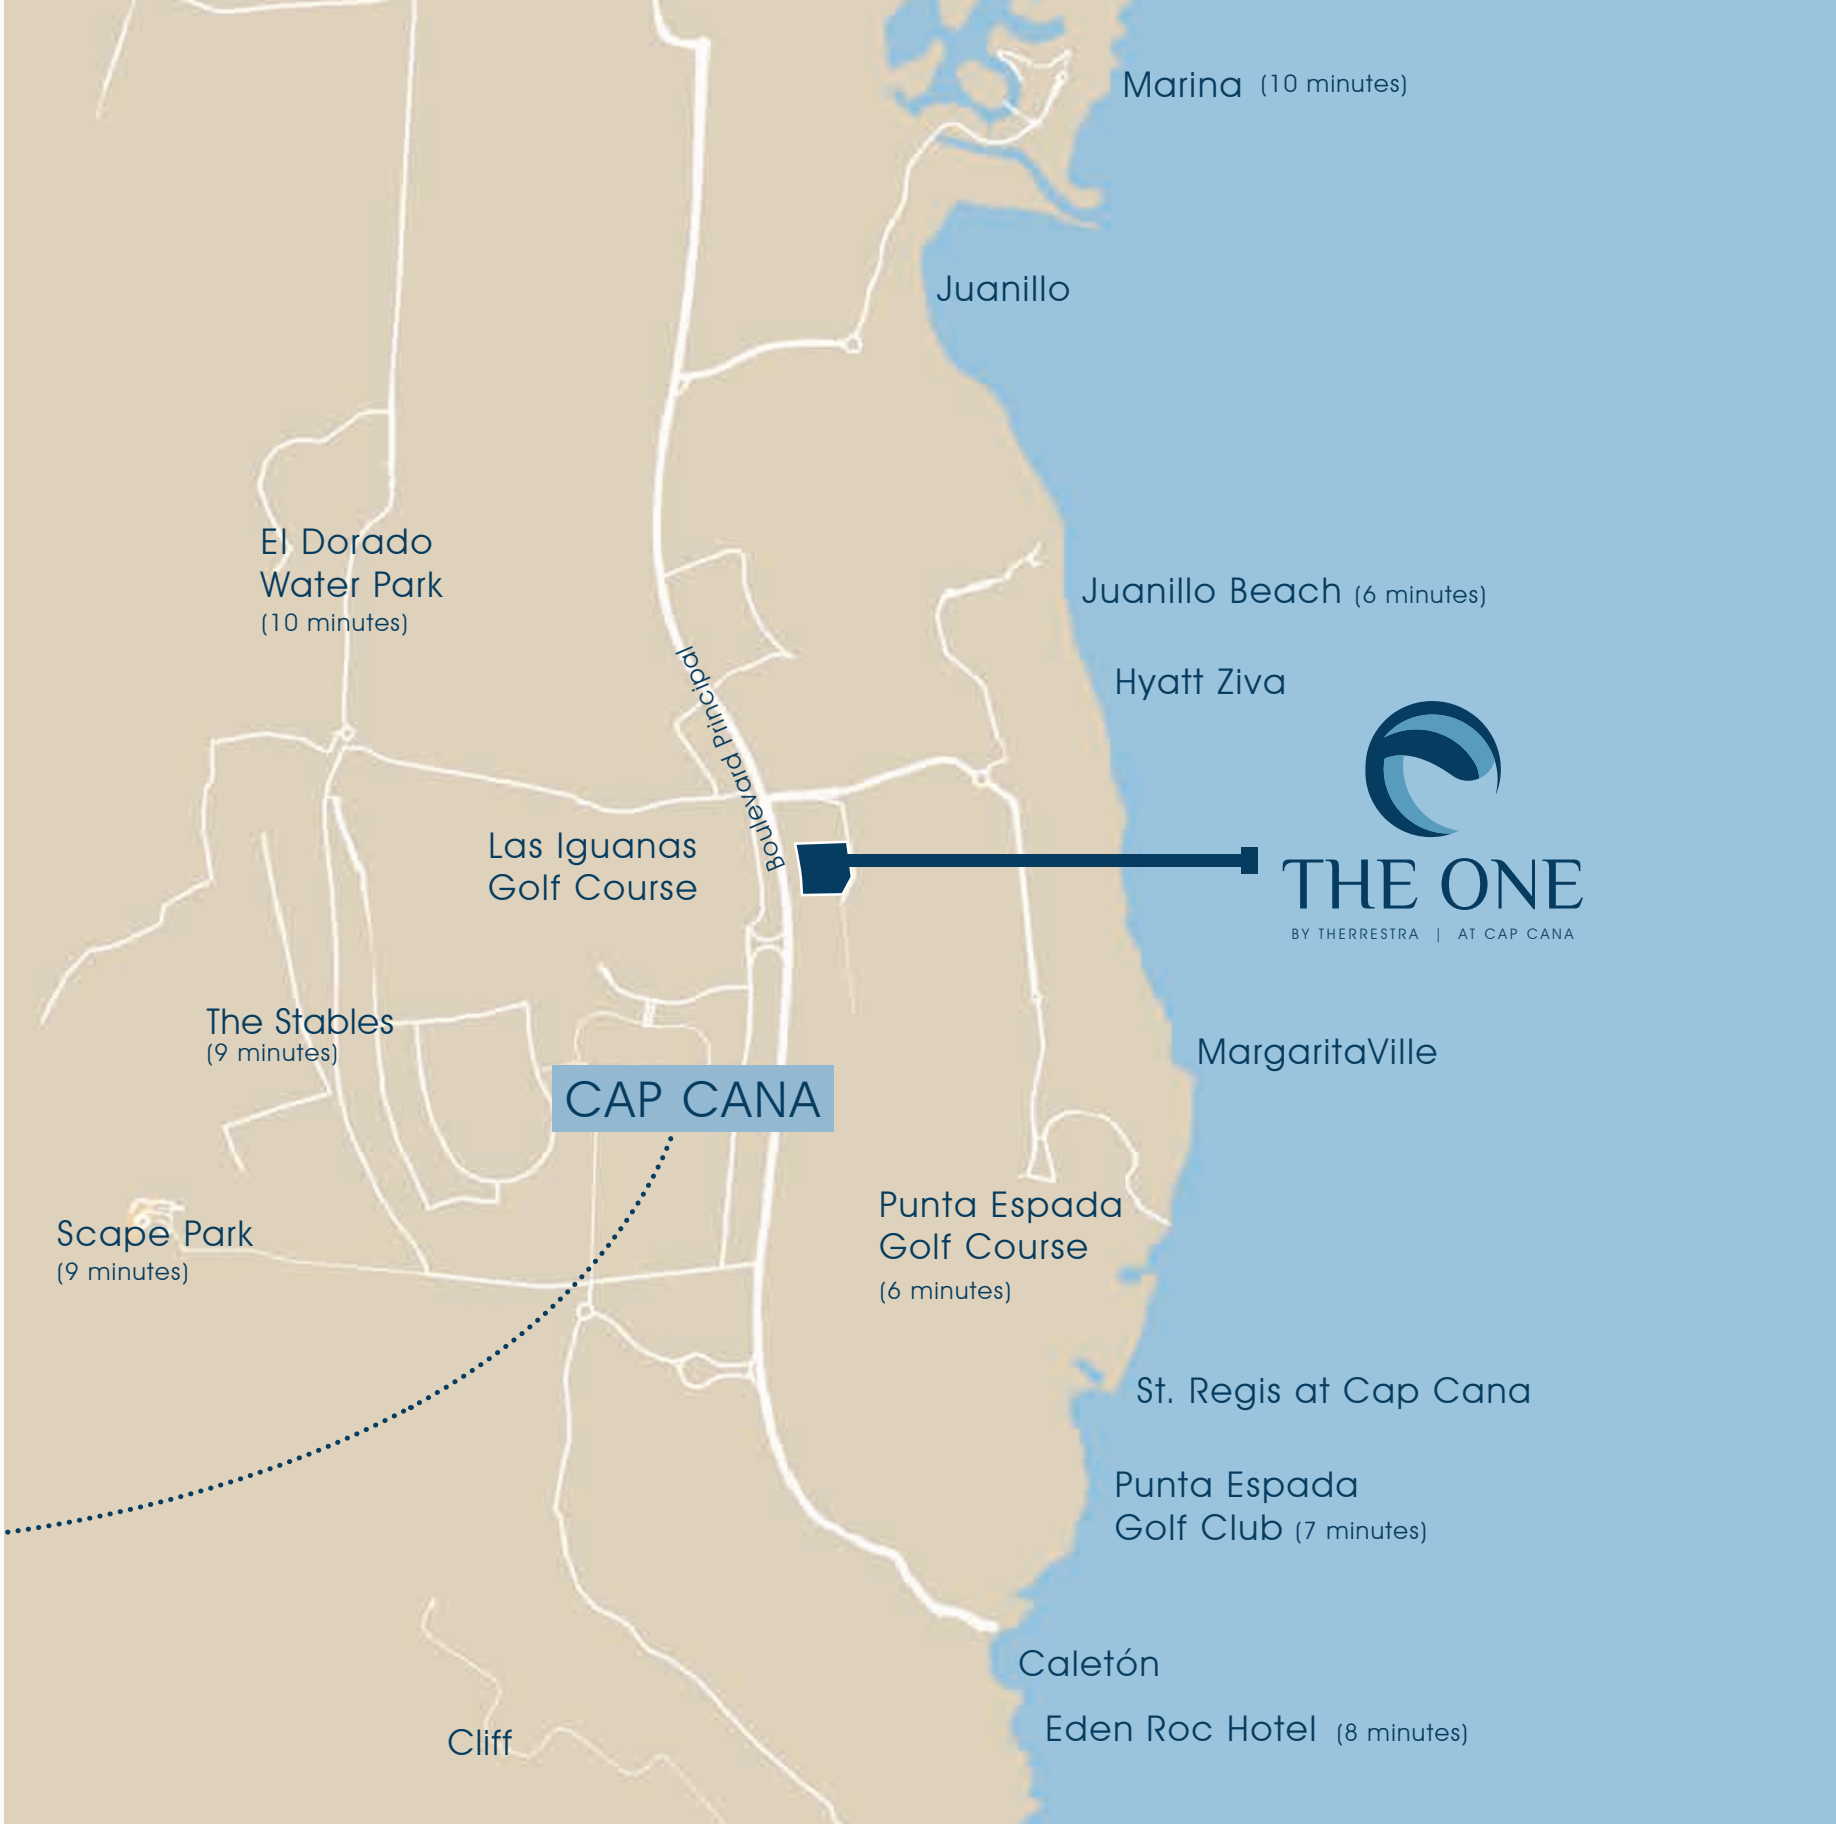 Marina (10 minutes)
Juanillo
El Dorado
Water Park
(10 minutes)
Juanillo Beach (6 minutes)
Hyatt Ziva
Boulevard Principal
Las Iguanas
Golf Course
THE ONE
BY THERRESTRA | AT CAP CANA
The Stables
(9 minutes)
MargaritaVille
CAP CANA
Scape Park
(9 minutes)
Punta Espada
Golf Course
(6 minutes)
St. Regis at Cap Cana
Punta Espada
Golf Club (7 minutes)
Caletón
Eden Roc Hotel (8 minutes)
Cliff